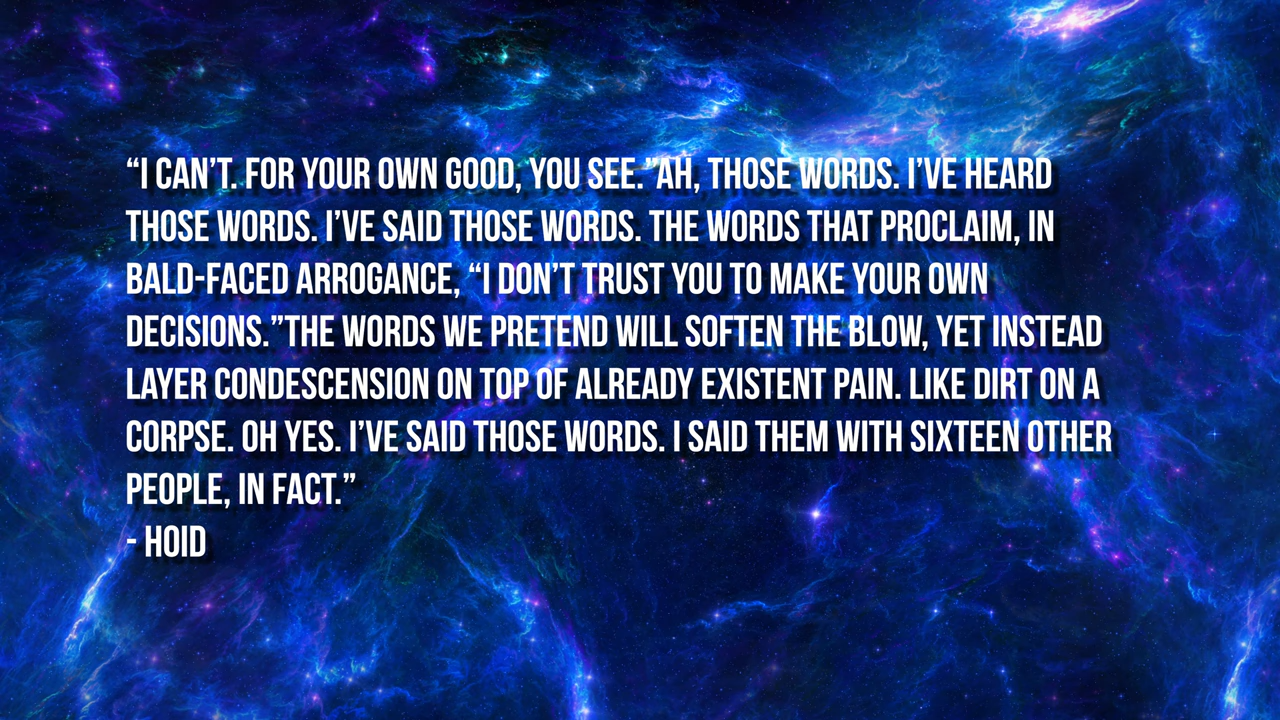 “I CAN’T. FOR YOUR OWN GOOD, YOU SEE.”AH, THOSE WORDS. I’VE HEARD
THOSE WORDS. I’VE SAID THOSE WORDS. THE WORDS THAT PROCLAIM, IN
BALD-FACED ARROGANCE, “I DON’T TRUST YOU TO MAKE YOUR OWN
DECISIONS.”THE WORDS WE PRETEND WILL SOFTEN THE BLOW, YET INSTEAD
LAYER CONDESCENSION ON TOP OF ALREADY EXISTENT PAIN. LIKE DIRT ON A
CORPSE. OH YES. I’VE SAID THOSE WORDS. I SAID THEM WITH SIXTEEN OTHER
PEOPLE, IN FACT.”
- HOID